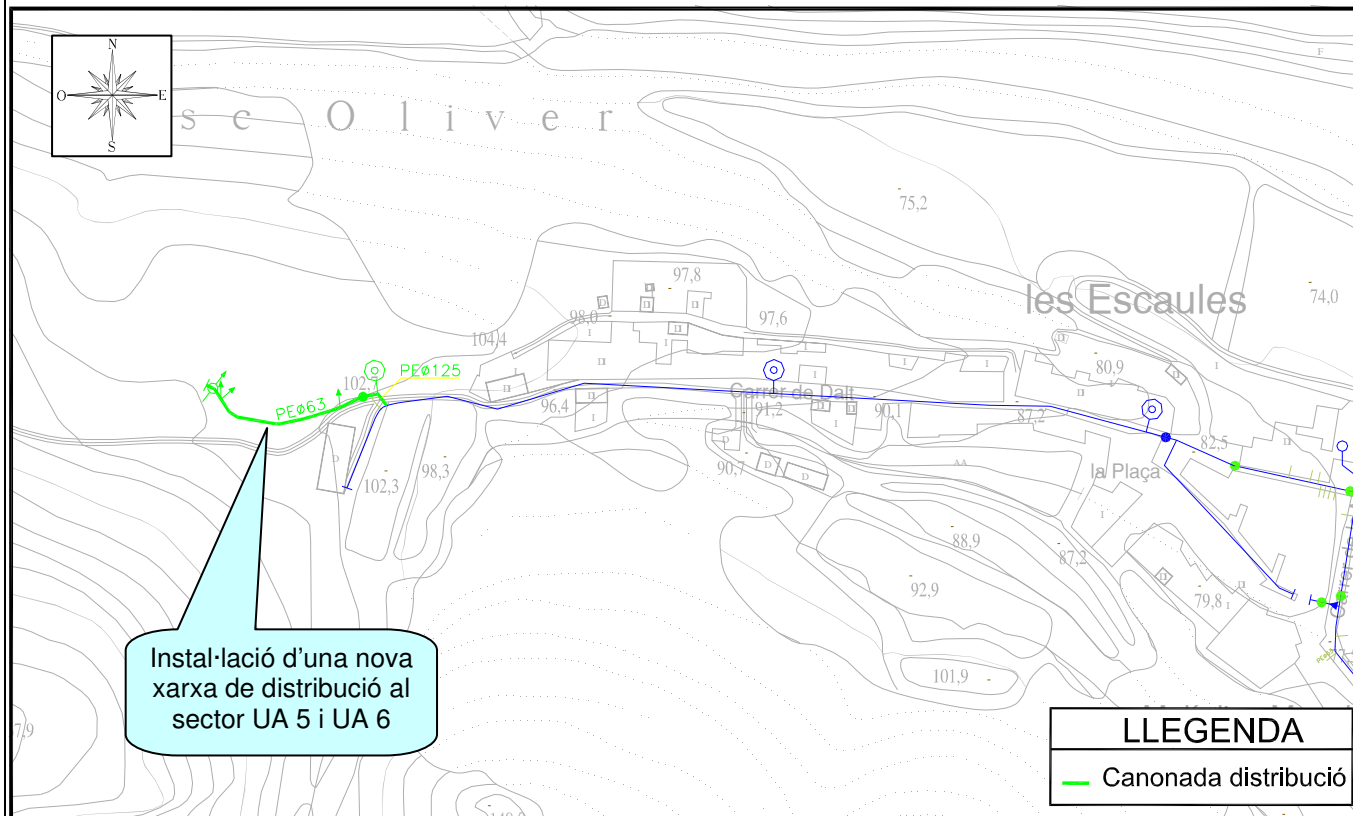 N
O
E
S
s c O l i v e r
F
75,2
97,8
les Escaules
74,0
98,0
97,6
104,4
80,9
102,7
PEø125
PEø63
Carrer de Dalt
96,4
91,2
90,1
87,2
82,5
98,3
102,3
90,7
AA
la Plaça
88,9
87,2
92,9
79,8
101,9
Instal·lació d'una nova
xarxa de distribució al
sector UA 5 i UA 6
7,9
LLEGENDA
Canonada distribució